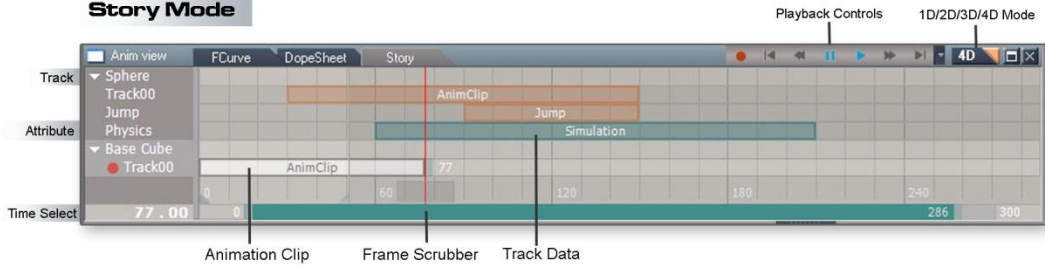 Story Mode
Playback Controls
1D/2D/3D/4D Mode
Anim view FCurve DopeSheet Story 4D
Track
Sphere
Track00 AnimClip
Jump Jump
Attribute
Physics Simulation
Base Cube
Track00 AnimClip 77
0 60 120 180 240
Time Select 77.00 0 286 300
Animation Clip Frame Scrubber Track Data